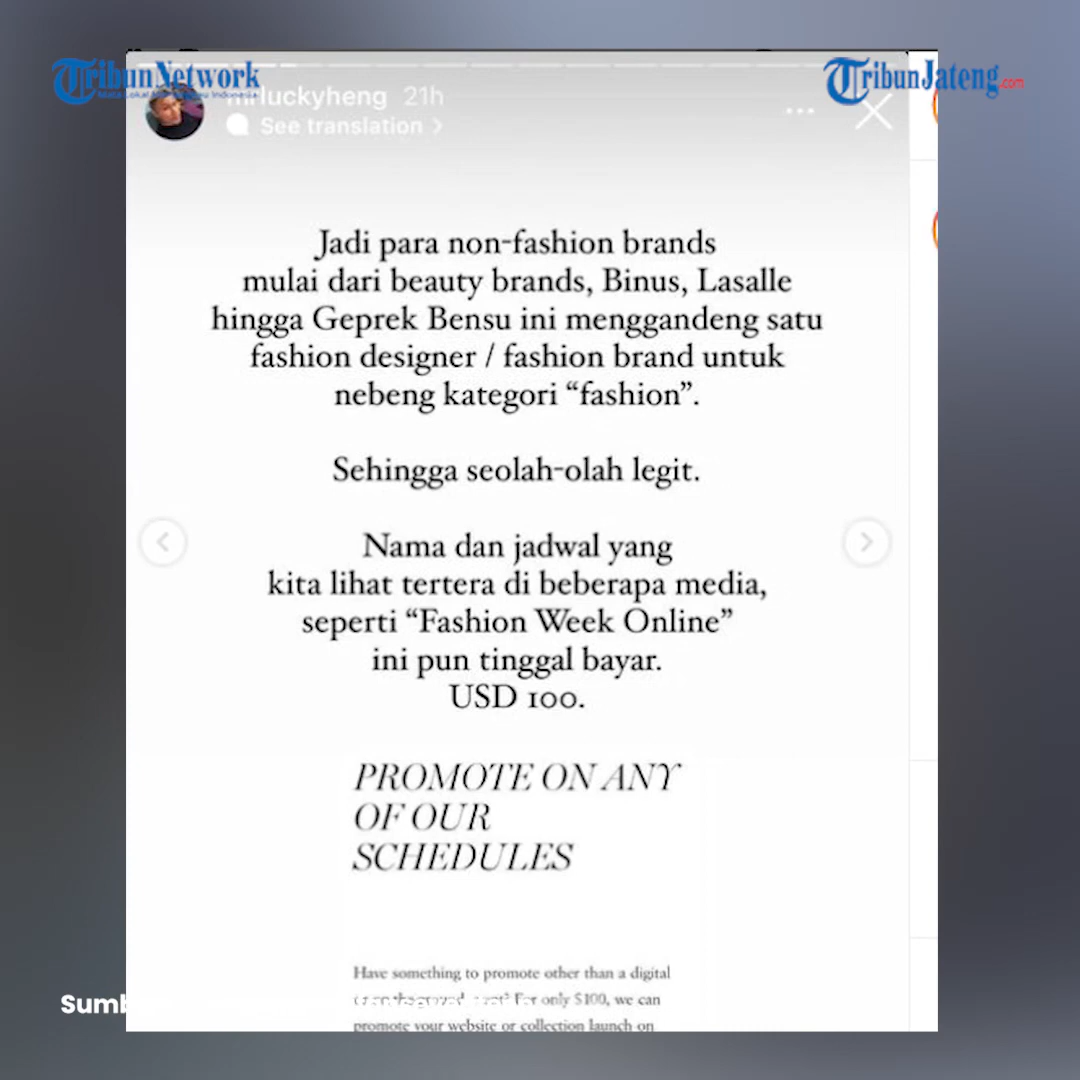 TribunNetwork
TribunJateng.com
mrluckyheng 21h
See translation
Jadi para non-fashion brands
mulai dari beauty brands, Binus, Lasalle
hingga Geprek Bensu ini menggandeng satu
fashion designer / fashion brand untuk
nebeng kategori “fashion”.
Sehingga seolah-olah legit.
Nama dan jadwal yang
kita lihat tertera di beberapa media,
seperti “Fashion Week Online”
ini pun tinggal bayar.
USD 100.
PROMOTE ON ANY
OF OUR
SCHEDULES
Have something to promote other than a digital
For only $100, we can
promote your website or collection launch on